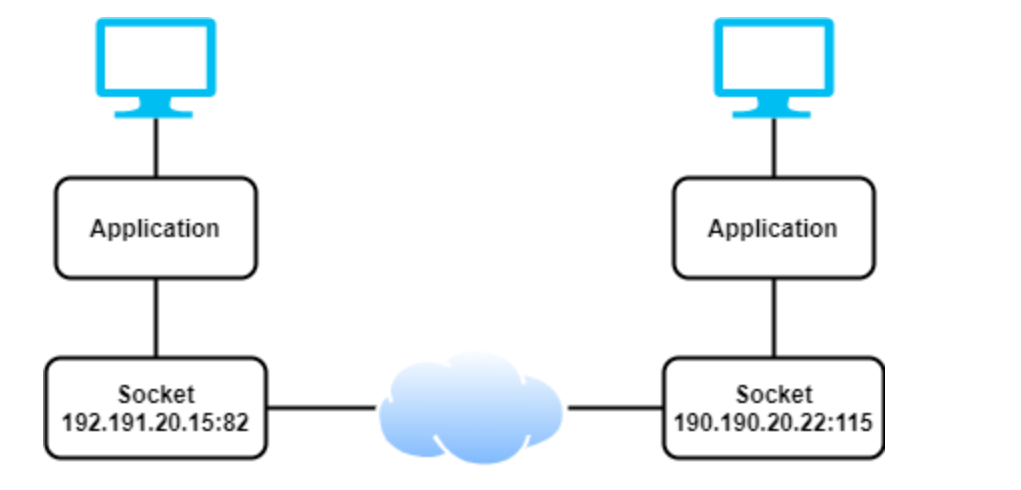 Application
Application
Socket
192.191.20.15:82
Socket
190.190.20.22:115